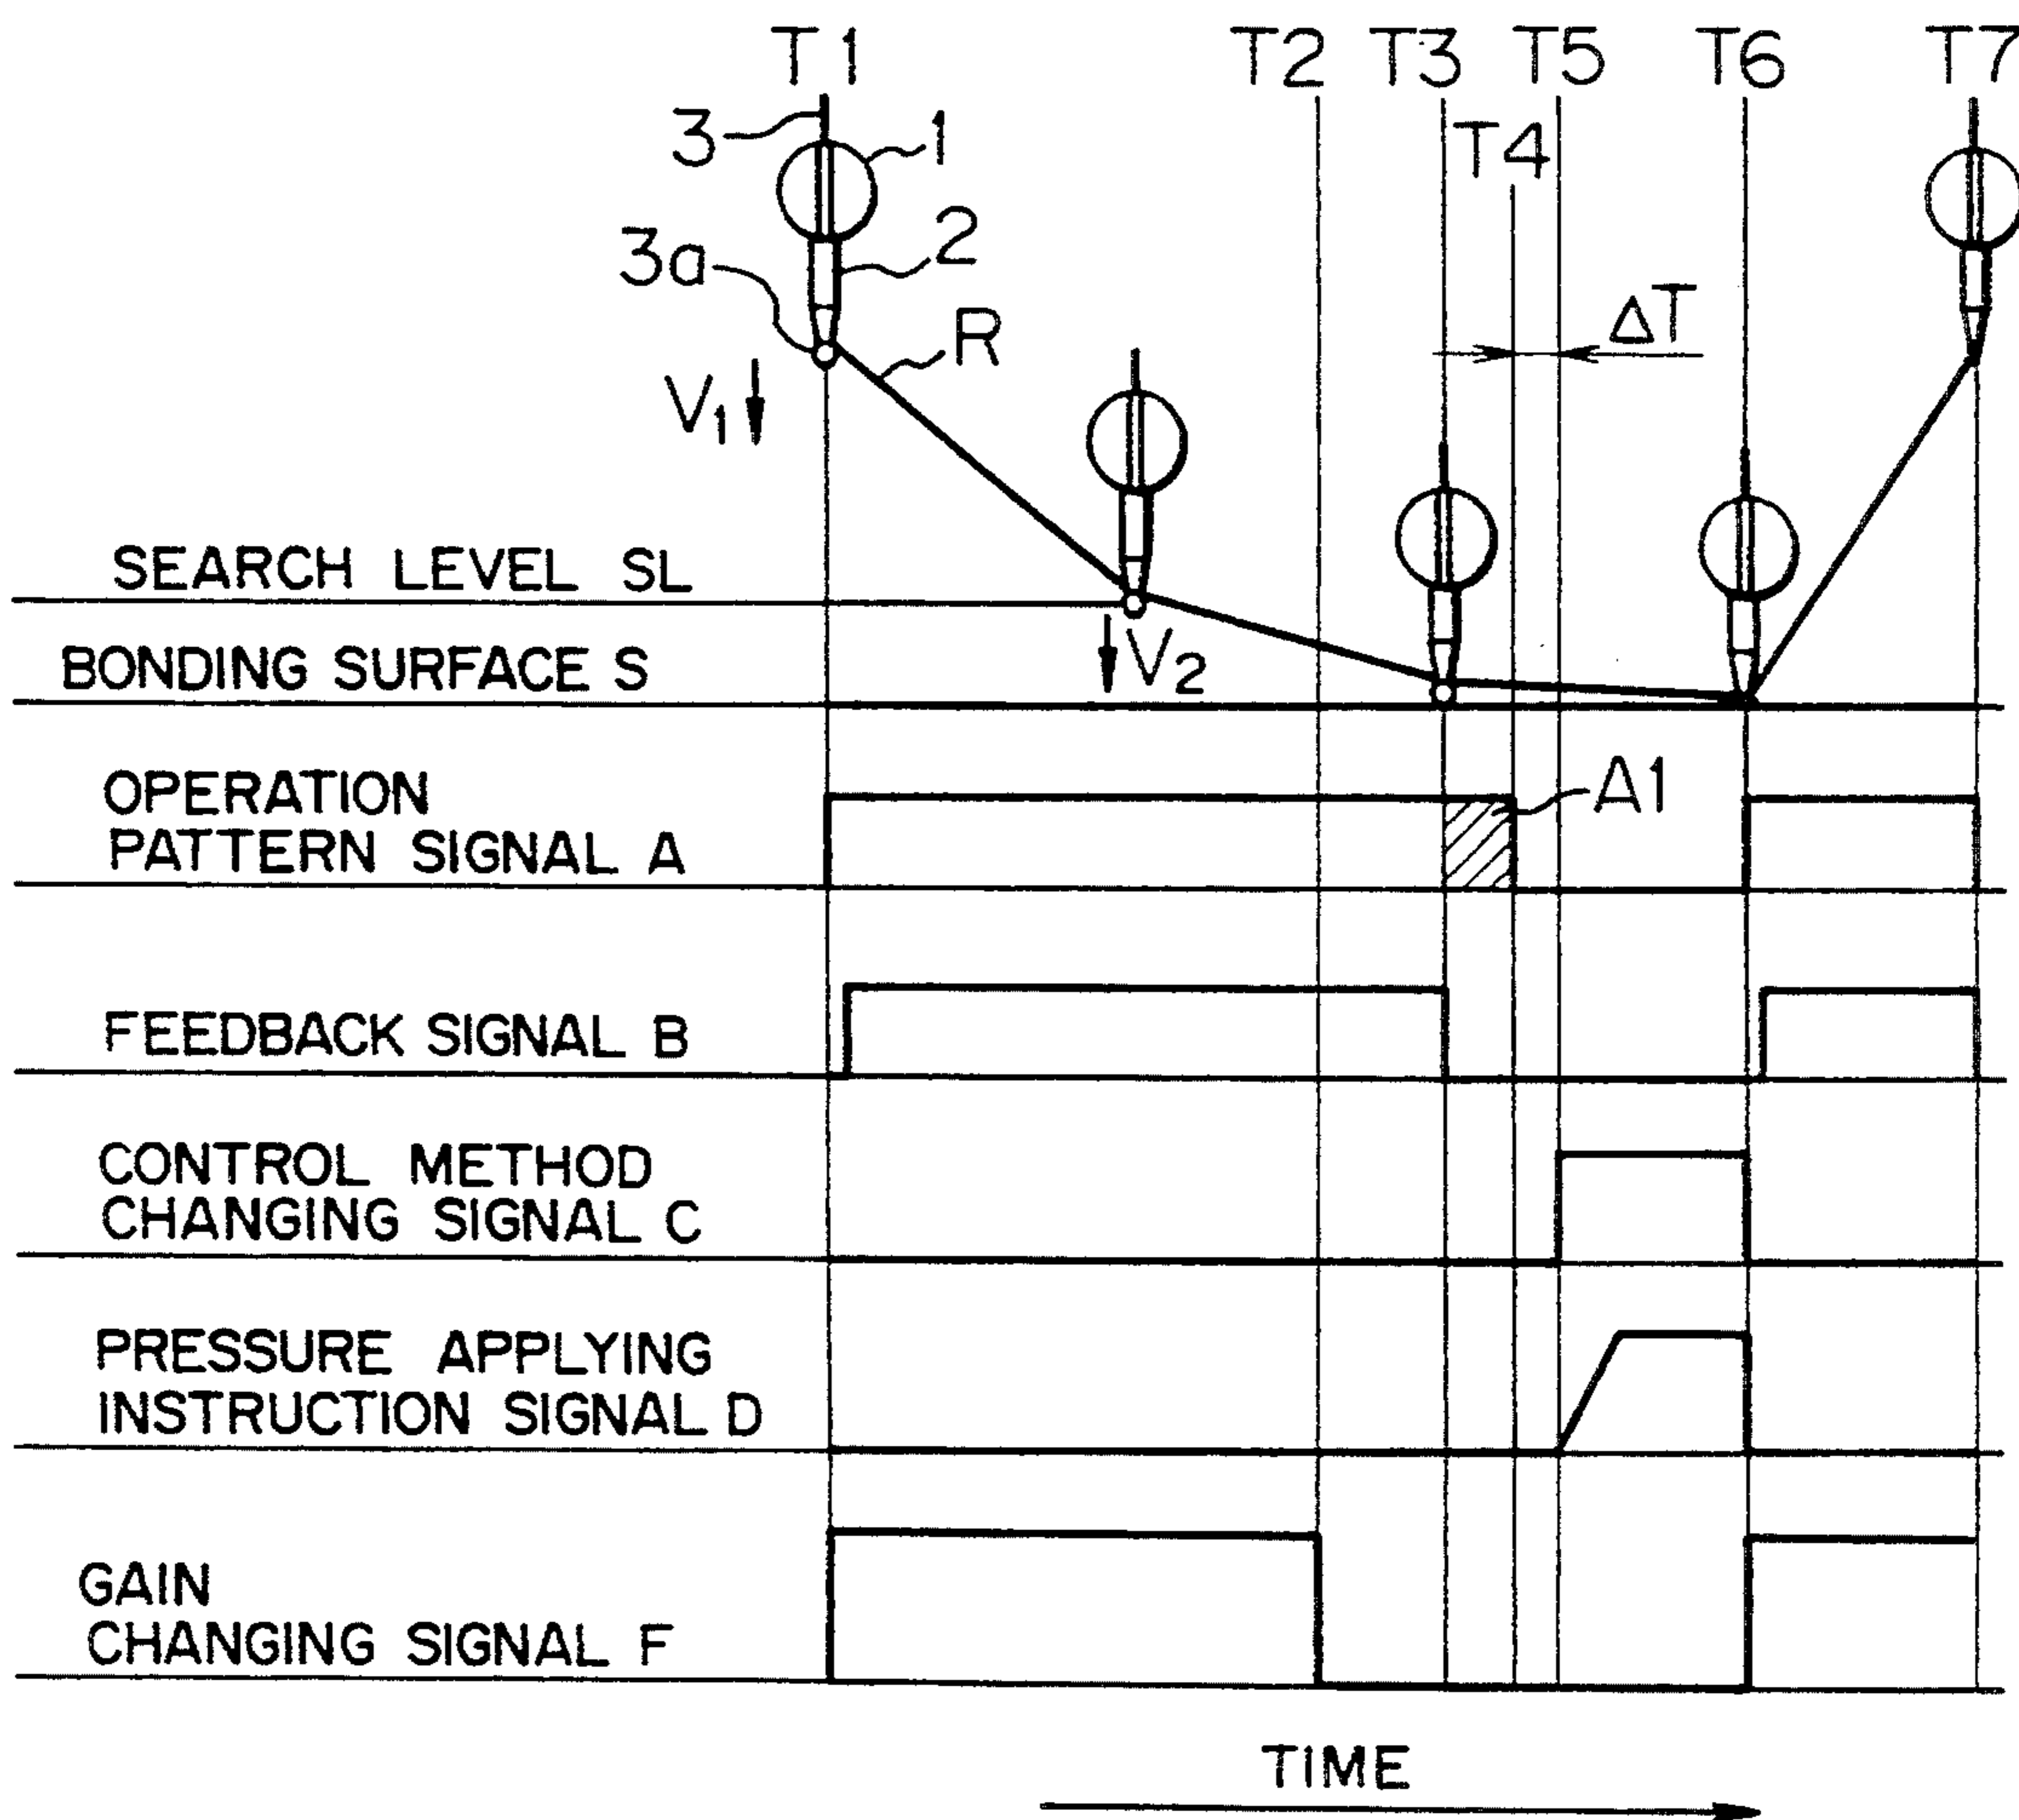 T1 T2 T3 T5 T6 T7
3 1 T4
3a 2
R ΔT
V1
SEARCH LEVEL SL
BONDING SURFACE S V2
OPERATION A1
PATTERN SIGNAL A
FEEDBACK SIGNAL B
CONTROL METHOD
CHANGING SIGNAL C
PRESSURE APPLYING
INSTRUCTION SIGNAL D
GAIN
CHANGING SIGNAL F
TIME